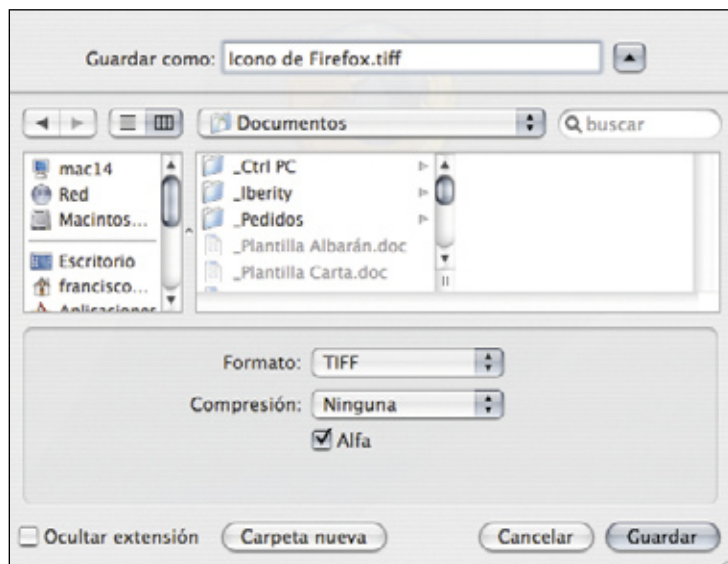 Guardar como: Icono de Firefox.tiff
Documentos
buscar
mac14
Red
Macintos...
Escritorio
francisco...
Aplicaciones
_Ctrl PC
_Iberity
_Pedidos
_Plantilla Albarán.doc
_Plantilla Carta.doc
Formato: TIFF
Compresión: Ninguna
Alfa
Ocultar extensión Carpeta nueva Cancelar Guardar